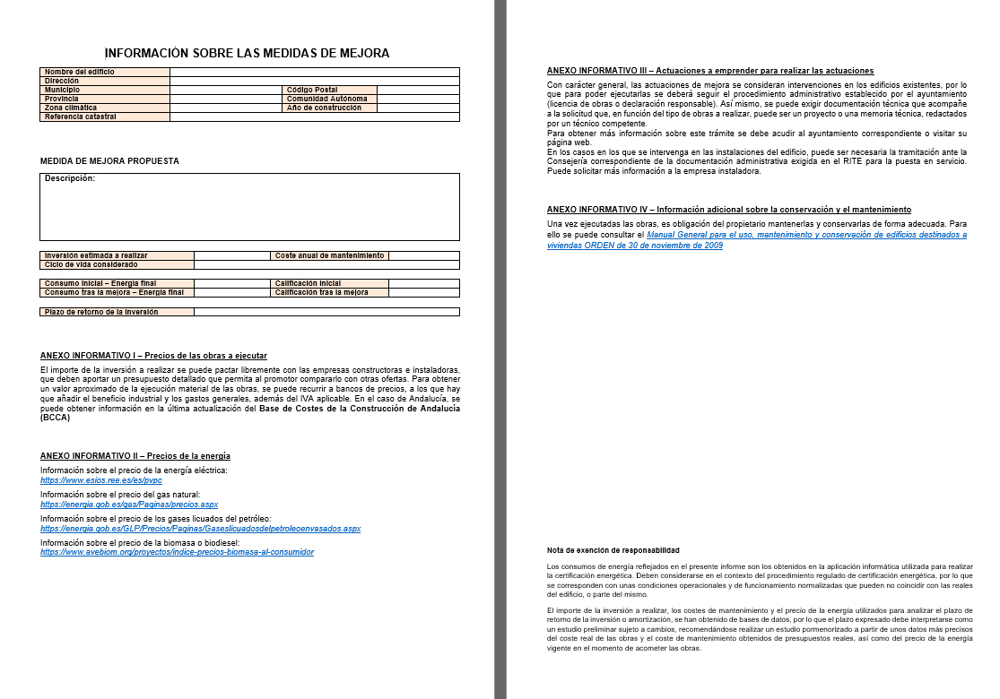 INFORMACIÓN SOBRE LAS MEDIDAS DE MEJORA
Nombre del edificio
Dirección
Municipio Código Postal
Provincia Comunidad Autónoma
Zona climática Año de construcción
Referencia catastral
MEDIDA DE MEJORA PROPUESTA
Descripción:
Inversión estimada a realizar Coste anual de mantenimiento
Ciclo de vida considerado
Consumo inicial – Energía final Calificación inicial
Consumo tras la mejora – Energía final Calificación tras la mejora
Plazo de retorno de la inversión
ANEXO INFORMATIVO I – Precios de las obras a ejecutar
El importe de la inversión a realizar se puede pactar libremente con las empresas constructoras e instaladoras,
que deben aportar un presupuesto detallado que permita al promotor compararlo con otras ofertas. Para obtener
un valor aproximado de la ejecución material de las obras, se puede recurrir a bancos de precios, a los que hay
que añadir el beneficio industrial y los gastos generales, además del IVA aplicable. En el caso de Andalucía, se
puede obtener información en la última actualización del Base de Costes de la Construcción de Andalucía
(BCCA)
ANEXO INFORMATIVO II – Precios de la energía
Información sobre el precio de la energía eléctrica:
https://www.esios.ree.es/es/pvpc
Información sobre el precio del gas natural:
https://energia.gob.es/gas/Paginas/precios.aspx
Información sobre el precio de los gases licuados del petróleo:
https://energia.gob.es/GLP/Precios/Paginas/Gaseslicuadosdelpetroleoenvasados.aspx
Información sobre el precio de la biomasa o biodiesel:
https://www.avebiom.org/proyectos/indice-precios-biomasa-al-consumidor
ANEXO INFORMATIVO III – Actuaciones a emprender para realizar las actuaciones
Con carácter general, las actuaciones de mejora se consideran intervenciones en los edificios existentes, por lo
que para poder ejecutarlas se deberá seguir el procedimiento administrativo establecido por el ayuntamiento
(licencia de obras o declaración responsable). Así mismo, se puede exigir documentación técnica que acompañe
a la solicitud que, en función del tipo de obras a realizar, puede ser un proyecto o una memoria técnica, redactados
por un técnico competente.
Para obtener más información sobre este trámite se debe acudir al ayuntamiento correspondiente o visitar su
página web.
En los casos en los que se intervenga en las instalaciones del edificio, puede ser necesaria la tramitación ante la
Consejería correspondiente de la documentación administrativa exigida en el RITE para la puesta en servicio.
Puede solicitar más información a la empresa instaladora.
ANEXO INFORMATIVO IV – Información adicional sobre la conservación y el mantenimiento
Una vez ejecutadas las obras, es obligación del propietario mantenerlas y conservarlas de forma adecuada. Para
ello se puede consultar el Manual General para el uso, mantenimiento y conservación de edificios destinados a
viviendas ORDEN de 30 de noviembre de 2009
Nota de exención de responsabilidad
Los consumos de energía reflejados en el presente informe son los obtenidos en la aplicación informática utilizada para realizar
la certificación energética. Deben considerarse en el contexto del procedimiento regulado de certificación energética, por lo que
se corresponden con unas condiciones operacionales y de funcionamiento normalizadas que pueden no coincidir con las reales
del edificio, o parte del mismo.
El importe de la inversión a realizar, los costes de mantenimiento y el precio de la energía utilizados para analizar el plazo de
retorno de la inversión o amortización, se han obtenido de bases de datos, por lo que el plazo expresado debe interpretarse como
un estudio preliminar sujeto a cambios, recomendándose realizar un estudio pormenorizado a partir de unos datos más precisos
del coste real de las obras y el coste de mantenimiento obtenidos de presupuestos reales, así como del precio de la energía
vigente en el momento de acometer las obras.